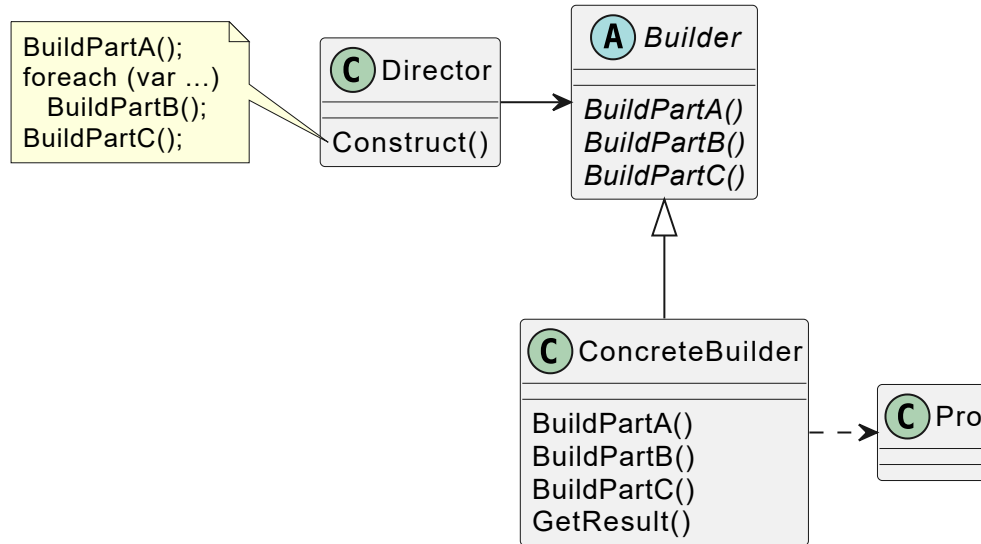 BuildPartA();
foreach (var ...)
BuildPartB();
BuildPartC();
C Director
Construct()
A Builder
BuildPartA()
BuildPartB()
BuildPartC()
C ConcreteBuilder
BuildPartA()
BuildPartB()
BuildPartC()
GetResult()
C Pro